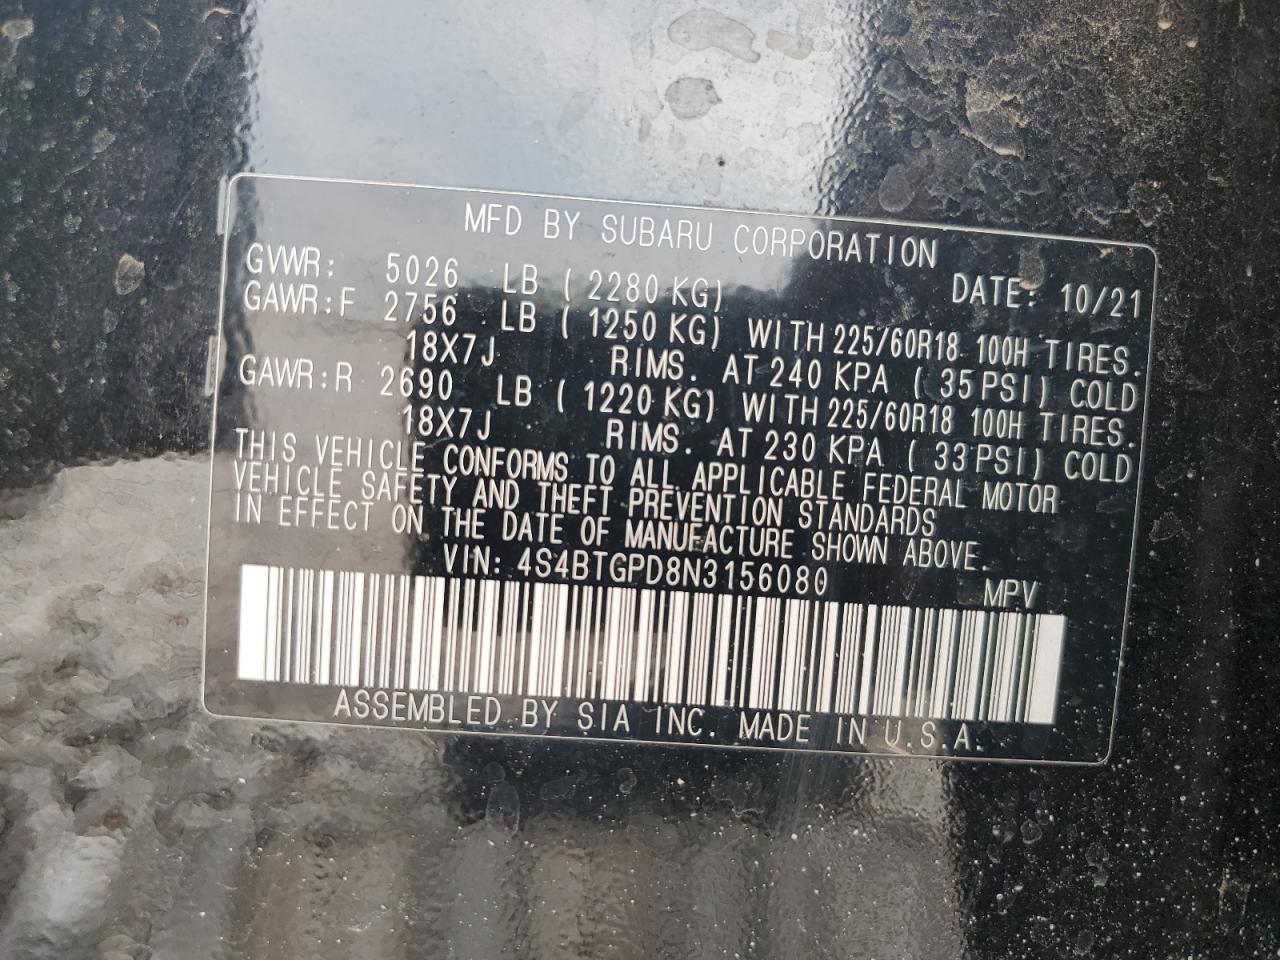 MFD BY SUBARU CORPORATION
GVWR: 5026 LB ( 2280 KG) DATE: 10/21
GAWR:F 2756 LB ( 1250 KG) WITH 225/60R18 100H TIRES.
18X7J RIMS. AT 240 KPA ( 35 PSI) COLD
GAWR:R 2690 LB ( 1220 KG) WITH 225/60R18 100H TIRES.
18X7J RIMS. AT 230 KPA ( 33 PSI) COLD
THIS VEHICLE CONFORMS TO ALL APPLICABLE FEDERAL MOTOR
VEHICLE SAFETY AND THEFT PREVENTION STANDARDS
IN EFFECT ON THE DATE OF MANUFACTURE SHOWN ABOVE.
VIN: 4S4BTGPD8N3156080 MPV
ASSEMBLED BY SIA INC. MADE IN U.S.A.